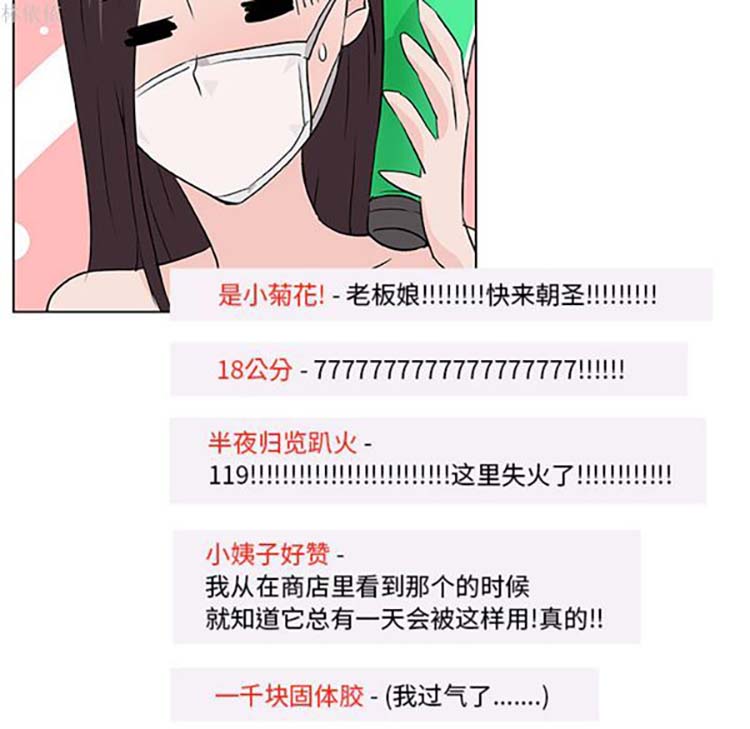 林依佑
是小菊花! - 老板娘!!!!!!!!快来朝圣!!!!!!!!!
18公分 - 7777777777777777777!!!!!!
半夜归览趴火 -
119!!!!!!!!!!!!!!!!!!!!!!!!!这里失火了!!!!!!!!!!!!
小姨子好赞 -
我从在商店里看到那个的时候
就知道它总有一天会被这样用!真的!!
一千块固体胶 - (我过气了.......)